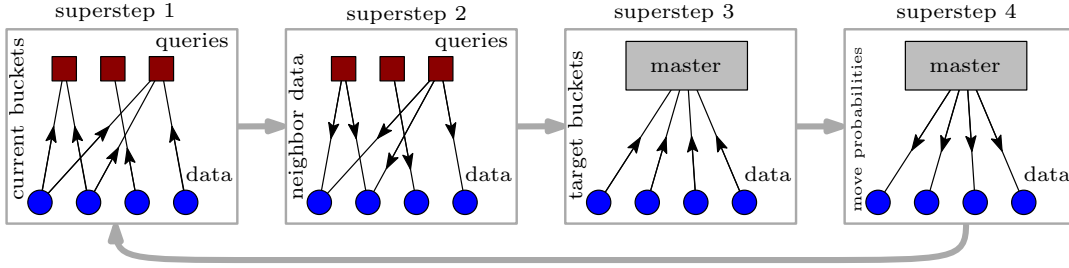 superstep 1
current buckets
queries
data
superstep 2
neighbor data
queries
data
superstep 3
target buckets
master
data
superstep 4
move probabilities
master
data